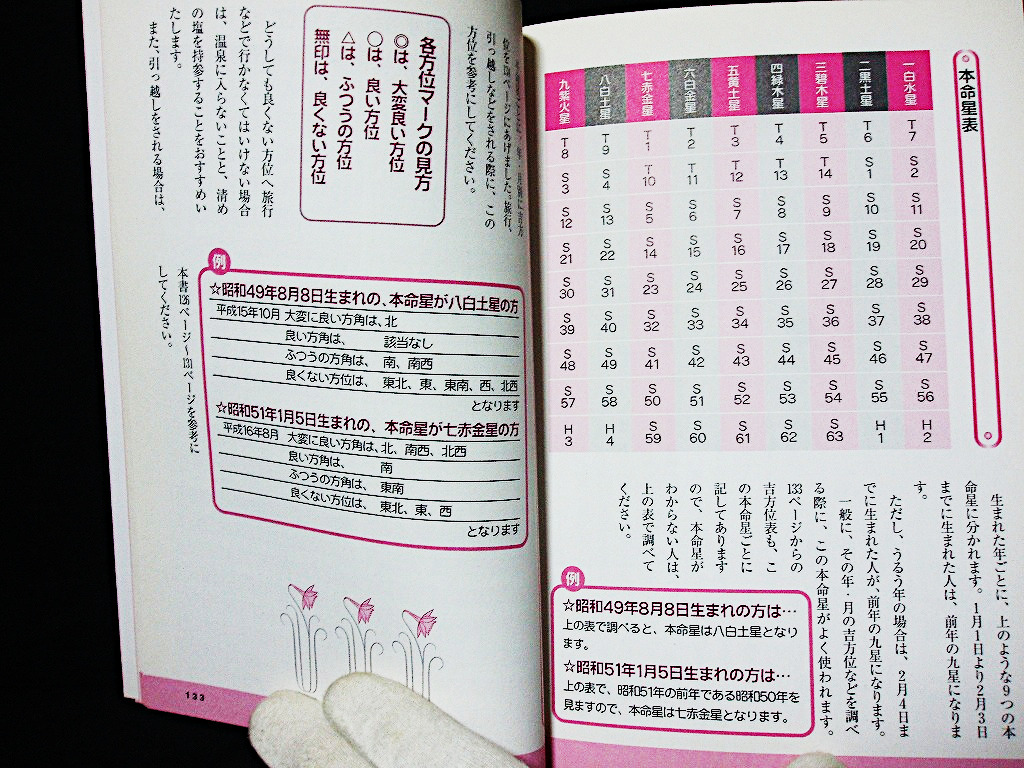 本命星表
一白水星 T7 S2 S11 S20 S29 S38 S47 S56 H2
二黒土星 T6 S1 S10 S19 S28 S37 S46 S55 H1
三碧木星 T5 T14 S9 S18 S27 S36 S45 S54 S63
四緑木星 T4 T13 S8 S17 S26 S35 S44 S53 S62
五黄土星 T3 T12 S7 S16 S25 S34 S43 S52 S61
六白金星 T2 T11 S6 S15 S24 S33 S42 S51 S60
七赤金星 T1 T10 S5 S14 S23 S32 S41 S50 S59
八白土星 T9 S4 S13 S22 S31 S40 S49 S58 H4
九紫火星 T8 S3 S12 S21 S30 S39 S48 S57 H3
生まれた年ごとに、上のような9つの本
命星に分かれます。1月1日より2月3日
までに生まれた人は、前年の九星になりま
す。
ただし、うるう年の場合は、2月4日ま
でに生まれた人が、前年の九星になります。
一般に、その年・月の吉方位などを調べ
る際に、この本命星がよく使われます。
133ページからの
吉方位表も、こ
の本命星ごとに
記してあります
ので、本命星が
わからない人は、
上の表で調べて
ください。
例
☆昭和49年8月8日生まれの方は…
上の表で調べると、本命星は八白土星となり
ます。
☆昭和51年1月5日生まれの方は…
上の表で、昭和51年の前年である昭和50年を
見ますので、本命星は七赤金星となります。
位を138ページにあげました。旅行、
引っ越しなどをされる際に、この
方位を参考にしてください。
各方位マークの見方
◎は、大変良い方位
○は、良い方位
△は、ふつうの方位
無印は、良くない方位
どうしても良くない方位へ旅行
などで行かなくてはいけない場合
は、温泉に入らないことと、清め
の塩を持参することをおすすめい
たします。
また、引っ越しをされる場合は、
本書126ページ〜131ページを参考に
してください。
例
☆昭和49年8月8日生まれの、本命星が八白土星の方
平成15年10月 大変に良い方角は、北
良い方角は、 該当なし
ふつうの方角は、 南、南西
良くない方位は、 東北、東、東南、西、北西
となります
☆昭和51年1月5日生まれの、本命星が七赤金星の方
平成16年8月 大変に良い方角は、北、南西、北西
良い方角は、 南
ふつうの方角は、 東南
良くない方位は、 東北、東、西
となります
133